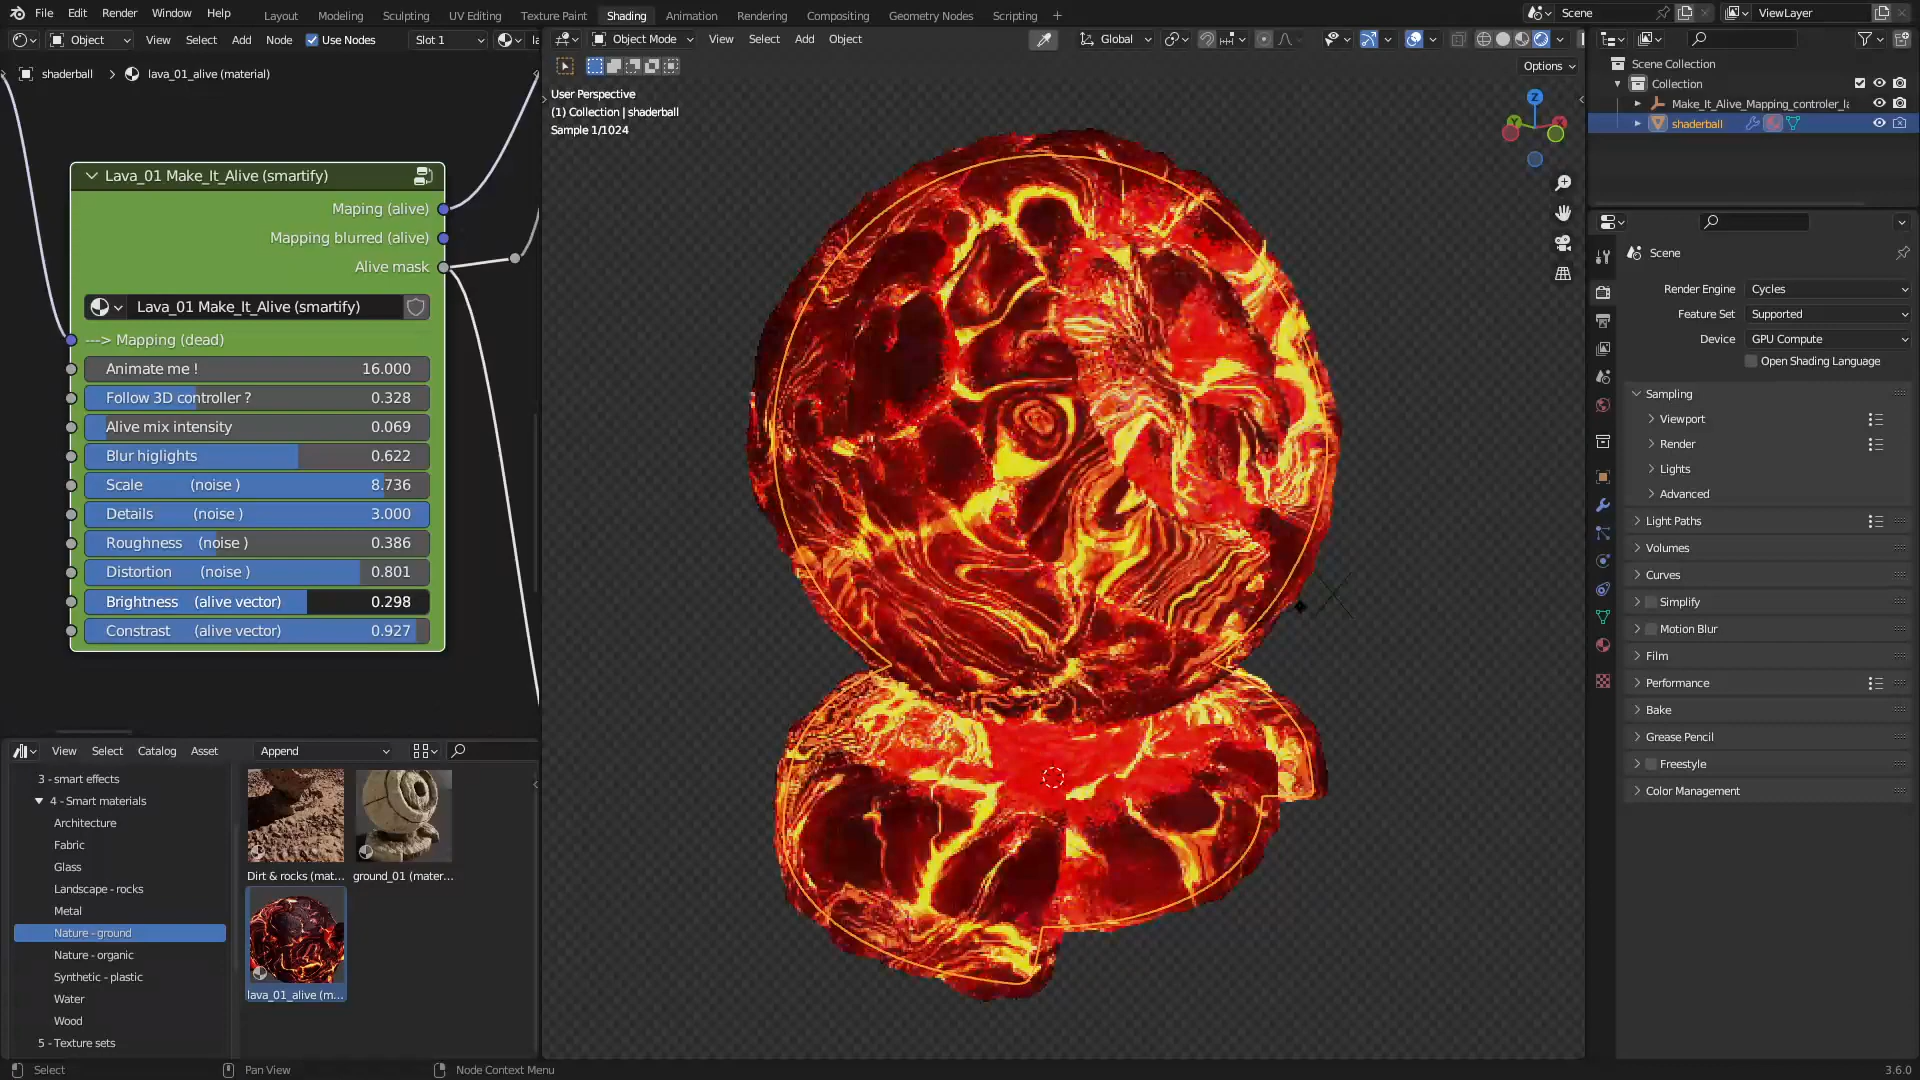 File Edit Render Window Help Layout Modeling Sculpting UV Editing Texture Paint Shading Animation Rendering Compositing Geometry Nodes Scripting + Scene ViewLayer
Object View Select Add Node Use Nodes Slot 1 Object Mode View Select Add Object Global
Options
shaderball > lava_01_alive (material)
User Perspective
(1) Collection | shaderball
Sample 1/1024
Z
Y
X
Lava_01 Make_It_Alive (smartify)
Maping (alive)
Mapping blurred (alive)
Alive mask
Lava_01 Make_It_Alive (smartify)
---> Mapping (dead)
Animate me ! 16.000
Follow 3D controller ? 0.328
Alive mix intensity 0.069
Blur higlights 0.622
Scale (noise ) 8.736
Details (noise ) 3.000
Roughness (noise ) 0.386
Distortion (noise ) 0.801
Brightness (alive vector) 0.298
Constrast (alive vector) 0.927
View Select Catalog Asset Append
3 - smart effects
4 - Smart materials
Architecture
Fabric
Glass
Landscape - rocks
Metal
Nature - ground
Nature - organic
Synthetic - plastic
Water
Wood
5 - Texture sets
Dirt & rocks (mat... ground_01 (mater...
lava_01_alive (m...
Scene Collection
Collection
Make_It_Alive_Mapping_controler_la
shaderball
Scene
Render Engine Cycles
Feature Set Supported
Device GPU Compute
Open Shading Language
Sampling
Viewport
Render
Lights
Advanced
Light Paths
Volumes
Curves
Simplify
Motion Blur
Film
Performance
Bake
Grease Pencil
Freestyle
Color Management
Select Pan View Node Context Menu 3.6.0